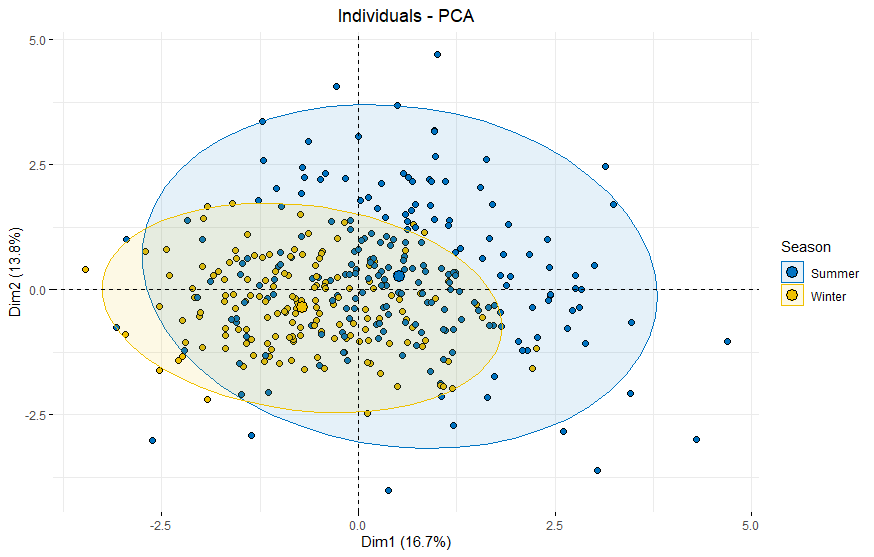 Individuals - PCA
5.0
2.5
0.0
-2.5
Dim2 (13.8%)
-2.5
0.0
2.5
5.0
Dim1 (16.7%)
Season
Summer
Winter